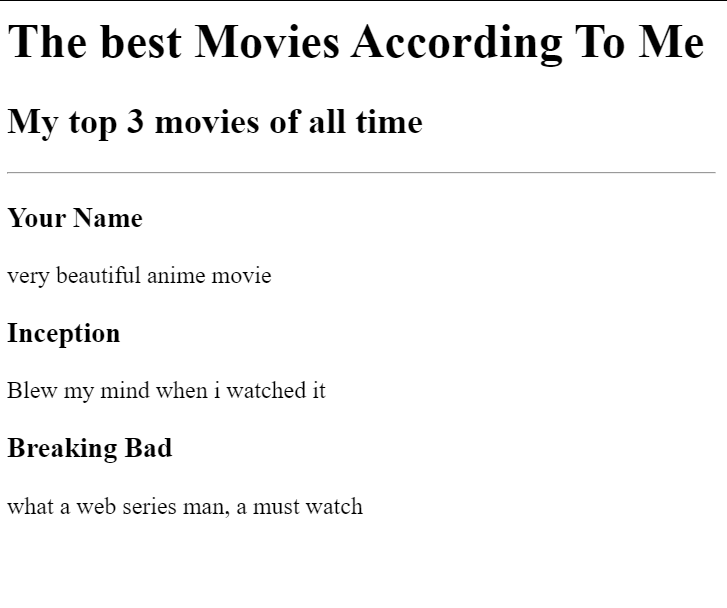 The best Movies According To Me
My top 3 movies of all time
Your Name
very beautiful anime movie
Inception
Blew my mind when i watched it
Breaking Bad
what a web series man, a must watch